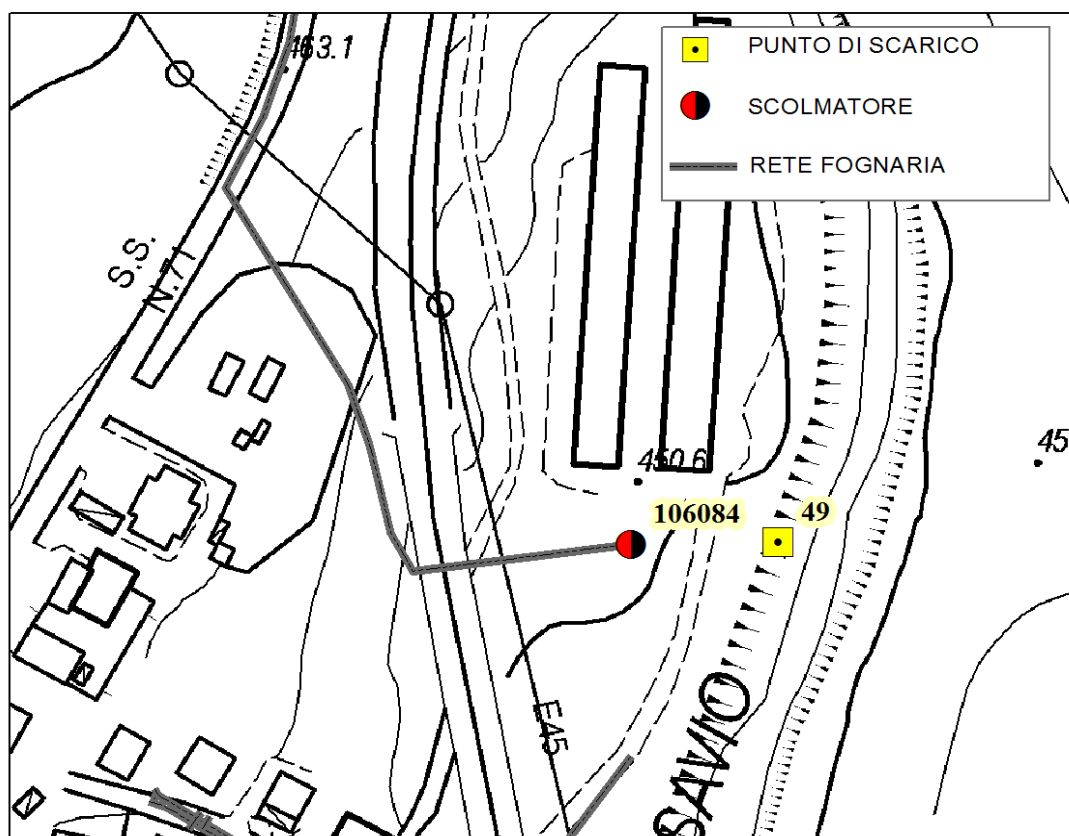 463.1
PUNTO DI SCARICO
SCOLMATORE
RETE FOGNARIA
S.S.
N.71
450.6
45
106084
49
E45
SAVIO